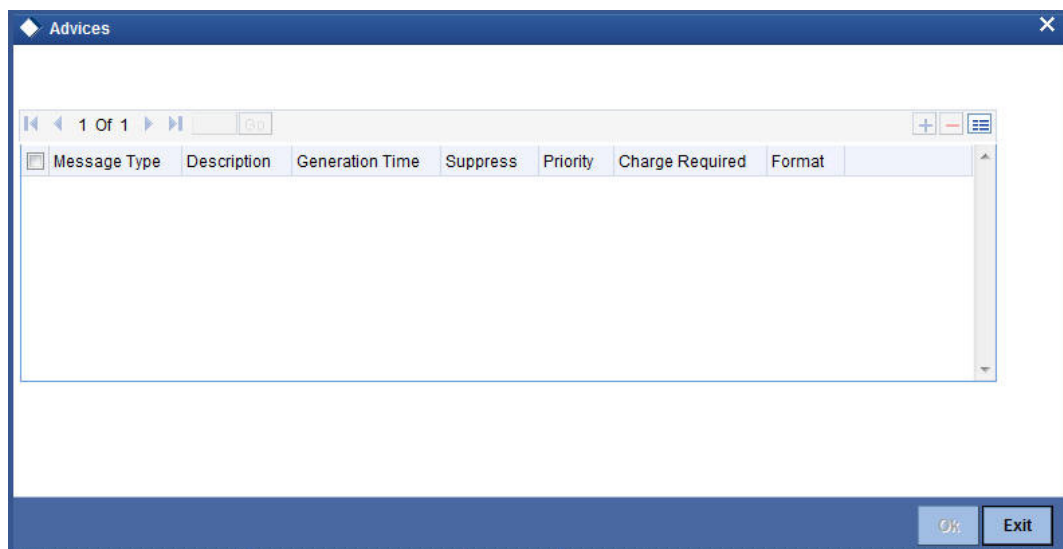 Advices
1 Of 1 Go
Message Type Description Generation Time Suppress Priority Charge Required Format
Ok Exit